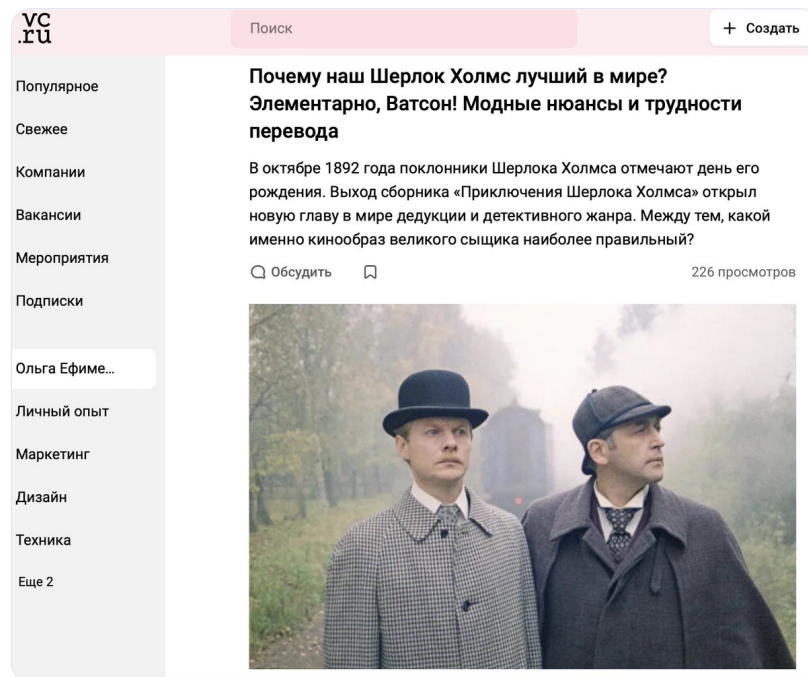 vc
.ru
Поиск
+ Создать
Популярное
Свежее
Компании
Вакансии
Мероприятия
Подписки
Ольга Ефиме...
Личный опыт
Маркетинг
Дизайн
Техника
Еще 2
Почему наш Шерлок Холмс лучший в мире?
Элементарно, Ватсон! Модные нюансы и трудности
перевода
В октябре 1892 года поклонники Шерлока Холмса отмечают день его
рождения. Выход сборника «Приключения Шерлока Холмса» открыл
новую главу в мире дедукции и детективного жанра. Между тем, какой
именно кинообраз великого сыщика наиболее правильный?
Обсудить
226 просмотров